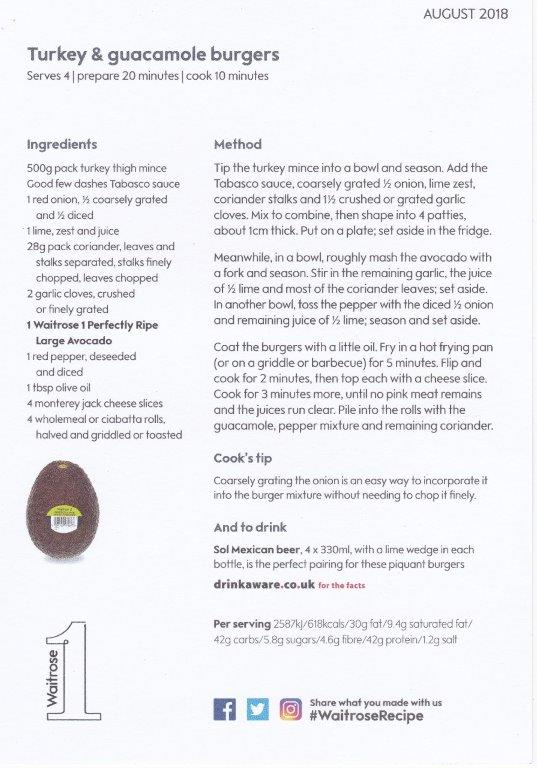 AUGUST 2018
Turkey & guacamole burgers
Serves 4 | prepare 20 minutes | cook 10 minutes
Ingredients
500g pack turkey thigh mince
Good few dashes Tabasco sauce
1 red onion, ½ coarsely grated
and ½ diced
1 lime, zest and juice
28g pack coriander, leaves and
stalks separated, stalks finely
chopped, leaves chopped
2 garlic cloves, crushed
or finely grated
1 Waitrose 1 Perfectly Ripe
Large Avocado
1 red pepper, deseeded
and diced
1 tbsp olive oil
4 monterey jack cheese slices
4 wholemeal or ciabatta rolls,
halved and griddled or toasted
Waitrose 1
Method
Tip the turkey mince into a bowl and season. Add the
Tabasco sauce, coarsely grated ½ onion, lime zest,
coriander stalks and 1½ crushed or grated garlic
cloves. Mix to combine, then shape into 4 patties,
about 1cm thick. Put on a plate; set aside in the fridge.
Meanwhile, in a bowl, roughly mash the avocado with
a fork and season. Stir in the remaining garlic, the juice
of ½ lime and most of the coriander leaves; set aside.
In another bowl, toss the pepper with the diced ½ onion
and remaining juice of ½ lime; season and set aside.
Coat the burgers with a little oil. Fry in a hot frying pan
(or on a griddle or barbecue) for 5 minutes. Flip and
cook for 2 minutes, then top each with a cheese slice.
Cook for 3 minutes more, until no pink meat remains
and the juices run clear. Pile into the rolls with the
guacamole, pepper mixture and remaining coriander.
Cook's tip
Coarsely grating the onion is an easy way to incorporate it
into the burger mixture without needing to chop it finely.
And to drink
Sol Mexican beer, 4 x 330ml, with a lime wedge in each
bottle, is the perfect pairing for these piquant burgers
drinkaware.co.uk for the facts
Per serving 2587kJ/618kcals/30g fat/9.4g saturated fat/
42g carbs/5.8g sugars/4.6g fibre/42g protein/1.2g salt
Share what you made with us
#WaitroseRecipe